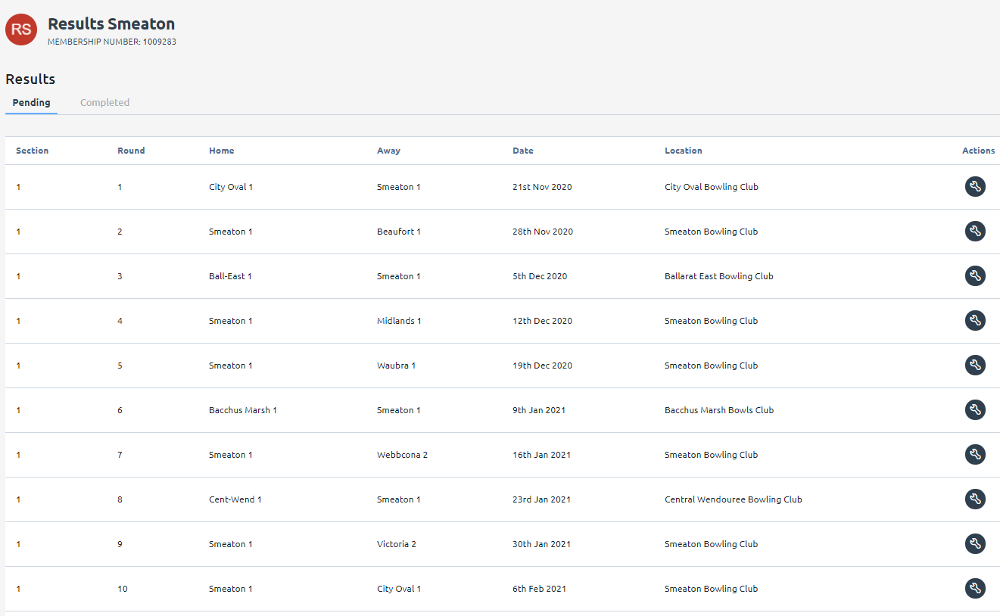 RS
Results Smeaton
MEMBERSHIP NUMBER: 1009283
Results
Pending Completed
Section Round Home Away Date Location Actions
1 1 City Oval 1 Smeaton 1 21st Nov 2020 City Oval Bowling Club
1 2 Smeaton 1 Beaufort 1 28th Nov 2020 Smeaton Bowling Club
1 3 Ball-East 1 Smeaton 1 5th Dec 2020 Ballarat East Bowling Club
1 4 Smeaton 1 Midlands 1 12th Dec 2020 Smeaton Bowling Club
1 5 Smeaton 1 Waubra 1 19th Dec 2020 Smeaton Bowling Club
1 6 Bacchus Marsh 1 Smeaton 1 9th Jan 2021 Bacchus Marsh Bowls Club
1 7 Smeaton 1 Webbcona 2 16th Jan 2021 Smeaton Bowling Club
1 8 Cent-Wend 1 Smeaton 1 23rd Jan 2021 Central Wendouree Bowling Club
1 9 Smeaton 1 Victoria 2 30th Jan 2021 Smeaton Bowling Club
1 10 Smeaton 1 City Oval 1 6th Feb 2021 Smeaton Bowling Club